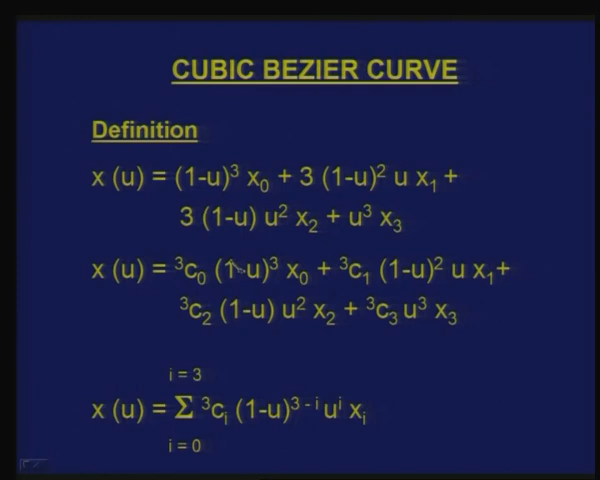 CUBIC BEZIER CURVE
Definition
x (u) = (1-u)³ x₀ + 3 (1-u)² u x₁ +
3 (1-u) u² x₂ + u³ x₃
x (u) = ³c₀ (1-u)³ x₀ + ³c₁ (1-u)² u x₁+
³c₂ (1-u) u² x₂ + ³c₃ u³ x₃
i = 3
x (u) = Σ ³cᵢ (1-u)³⁻ⁱ uⁱ xᵢ
i = 0